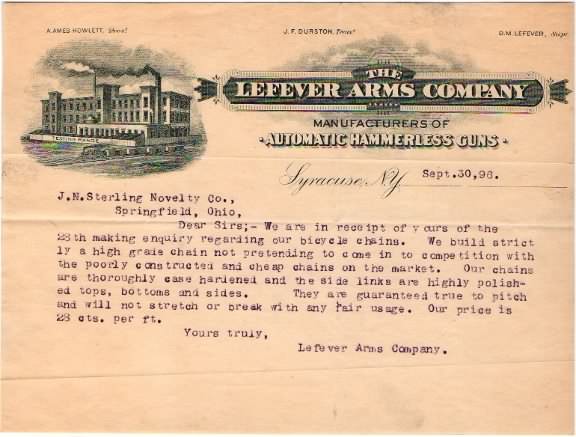 A. AMES HOWLETT, J. F. DURSTON, Prest. D. M. LEFEVER,
THE
LEFEVER ARMS COMPANY
MANUFACTURERS OF
AUTOMATIC HAMMERLESS GUNS
Syracuse, N.Y. Sept.30,96.
J.N.Sterling Novelty Co.,
Springfield, Ohio,
Dear Sirs;- We are in receipt of yours of the
28th making enquiry regarding our bicycle chains. We build strict
ly a high grade chain not pretending to come in to competition with
the poorly constructed and cheap chains on the market. Our chains
are thoroughly case hardened and the side links are highly polish-
ed tops, bottoms and sides. They are guaranteed true to pitch
and will not stretch or break with any fair usage. Our price is
28 cts. per ft.
Yours truly,
Lefever Arms Company.